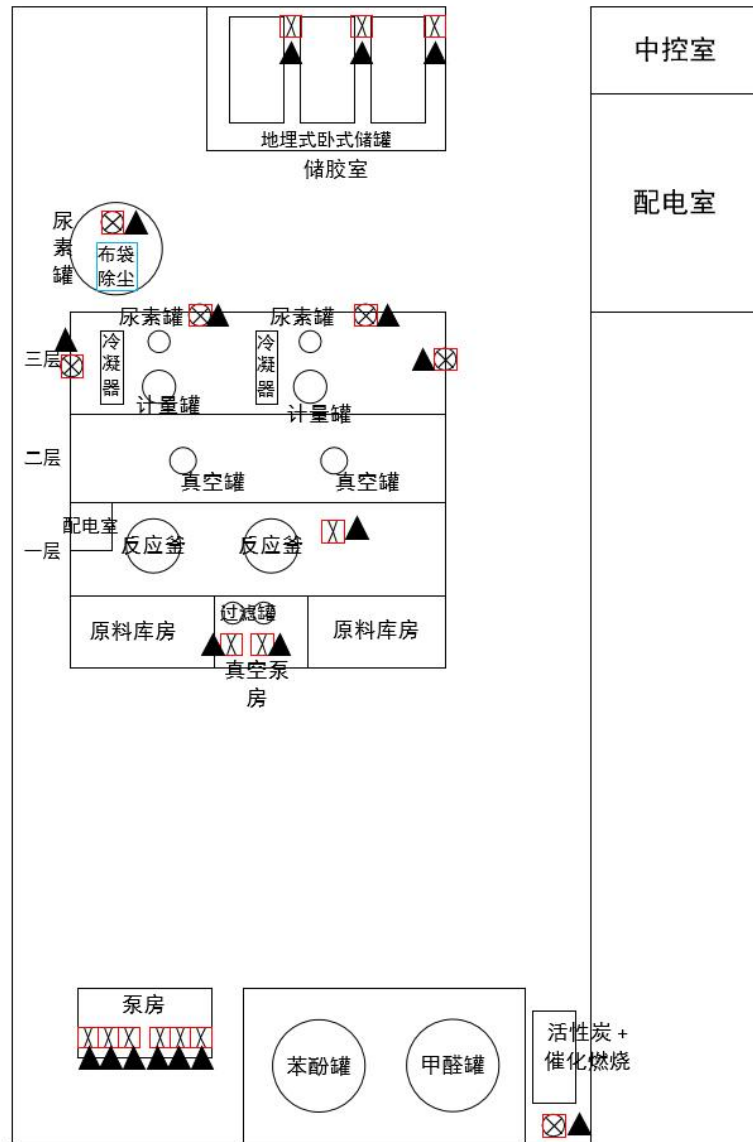 中控室
地埋式卧式储罐
储胶室
配电室
尿
素
罐
布袋
除尘
尿素罐
尿素罐
三层
冷
凝
器
冷
凝
器
计量罐
计量罐
二层
真空罐
真空罐
配电室
一层
反应釜
反应釜
过滤罐
原料库房
原料库房
真空泵
房
泵房
苯酚罐
甲醛罐
活性炭 +
催化燃烧